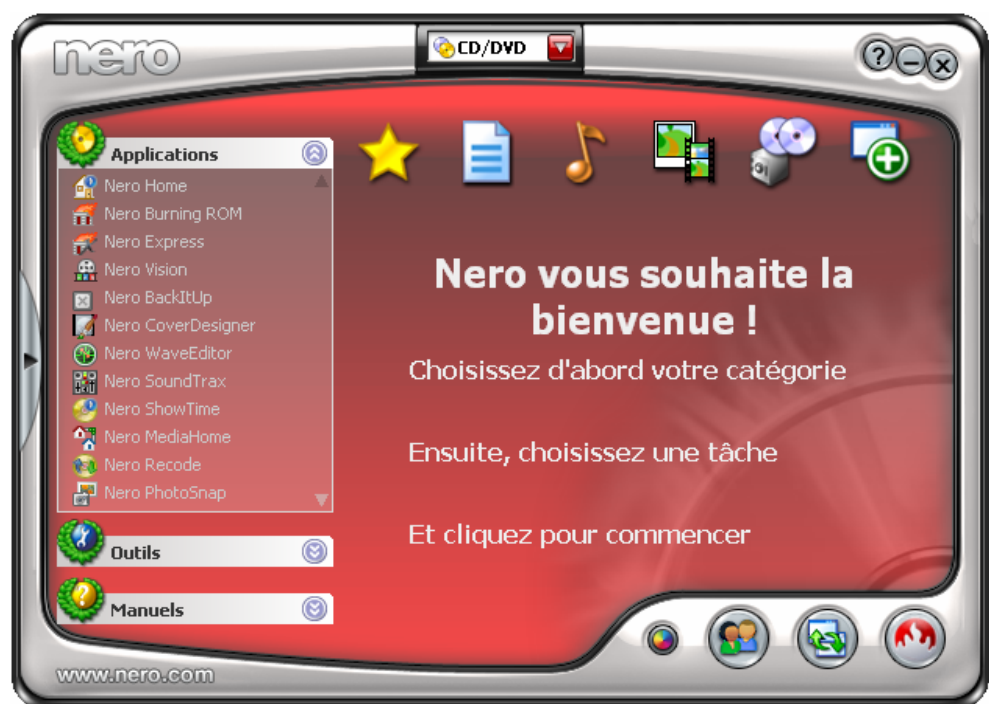 nero
CD/DVD
?
Applications
Nero Home
Nero Burning ROM
Nero Express
Nero Vision
Nero BackItUp
Nero CoverDesigner
Nero WaveEditor
Nero SoundTrax
Nero ShowTime
Nero MediaHome
Nero Recode
Nero PhotoSnap
Outils
Manuels
Nero vous souhaite la
bienvenue !
Choisissez d'abord votre catégorie
Ensuite, choisissez une tâche
Et cliquez pour commencer
www.nero.com